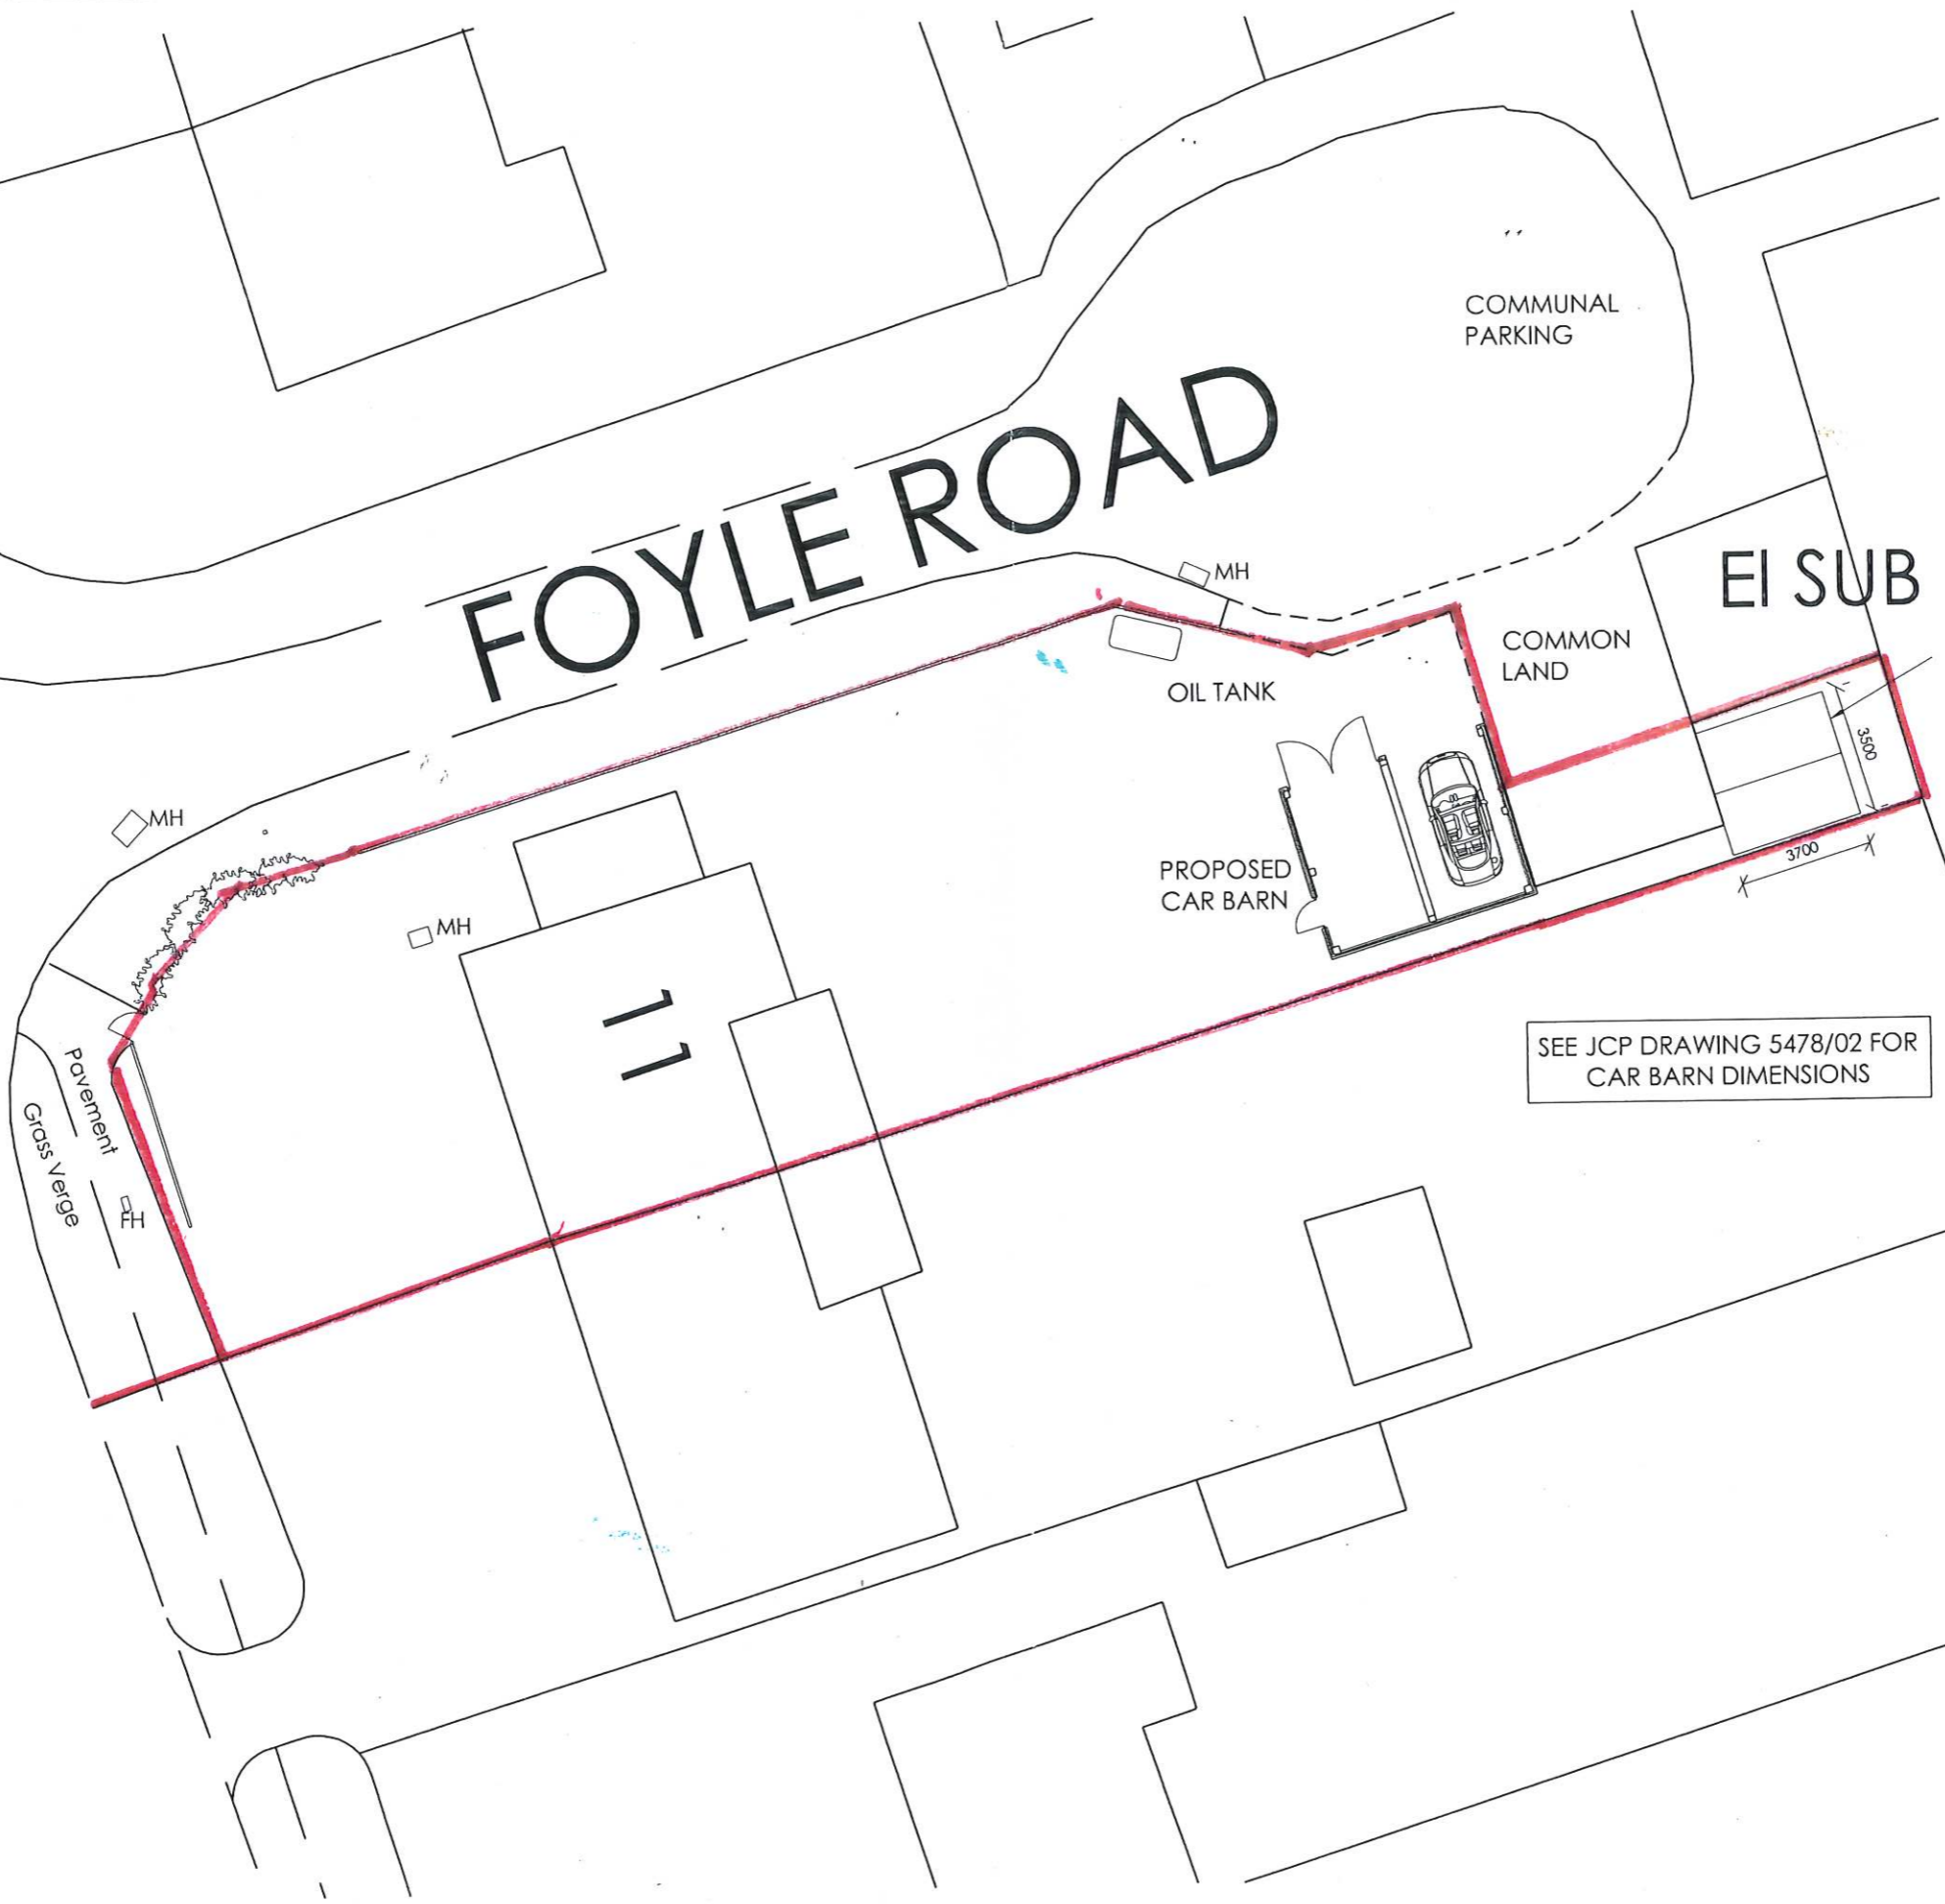 COMMUNAL
PARKING
FOYLE ROAD
MH
EI SUB
COMMON
LAND
OIL TANK
3500
MH
PROPOSED
CAR BARN
3700
MH
11
SEE JCP DRAWING 5478/02 FOR
CAR BARN DIMENSIONS
Pavement
Grass Verge
FH